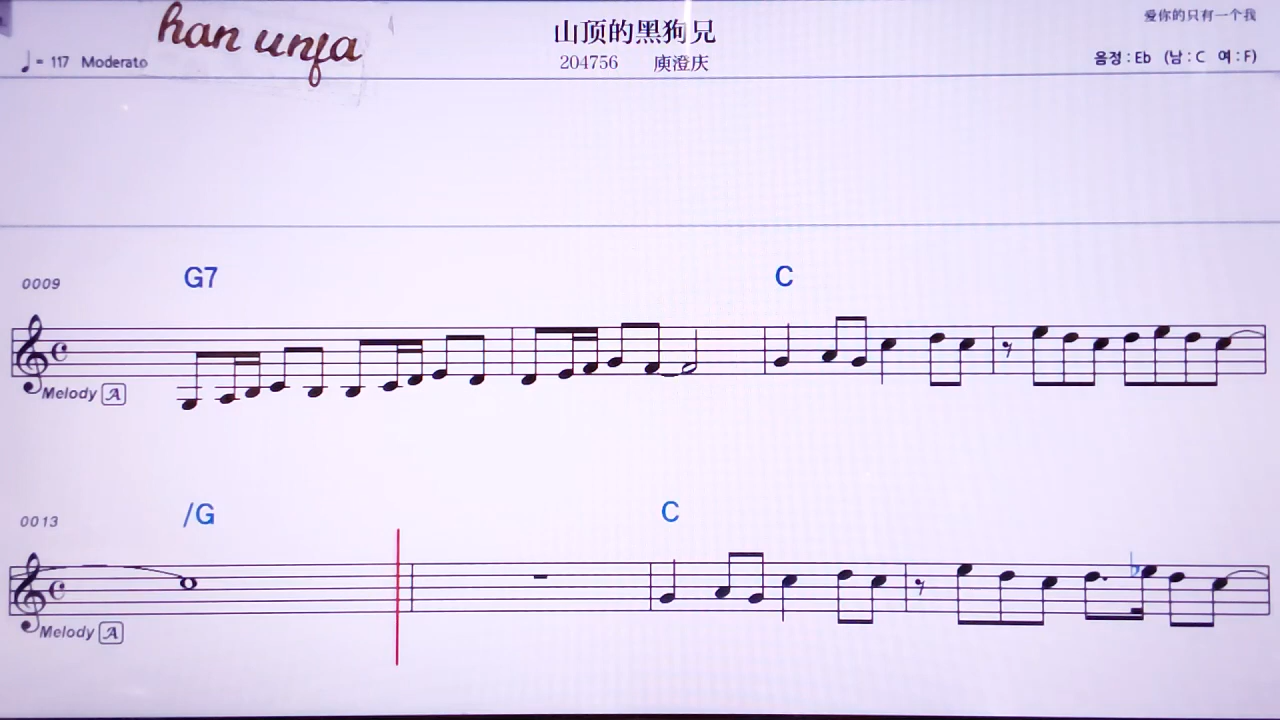 han unfa
♩= 117 Moderato
山顶的黑狗兄
204756 庾澄庆
爱你的只有一个我
음정 : Eb (남 : C 여 : F)
0009
G7
C
Melody A
0013
/G
C
Melody A